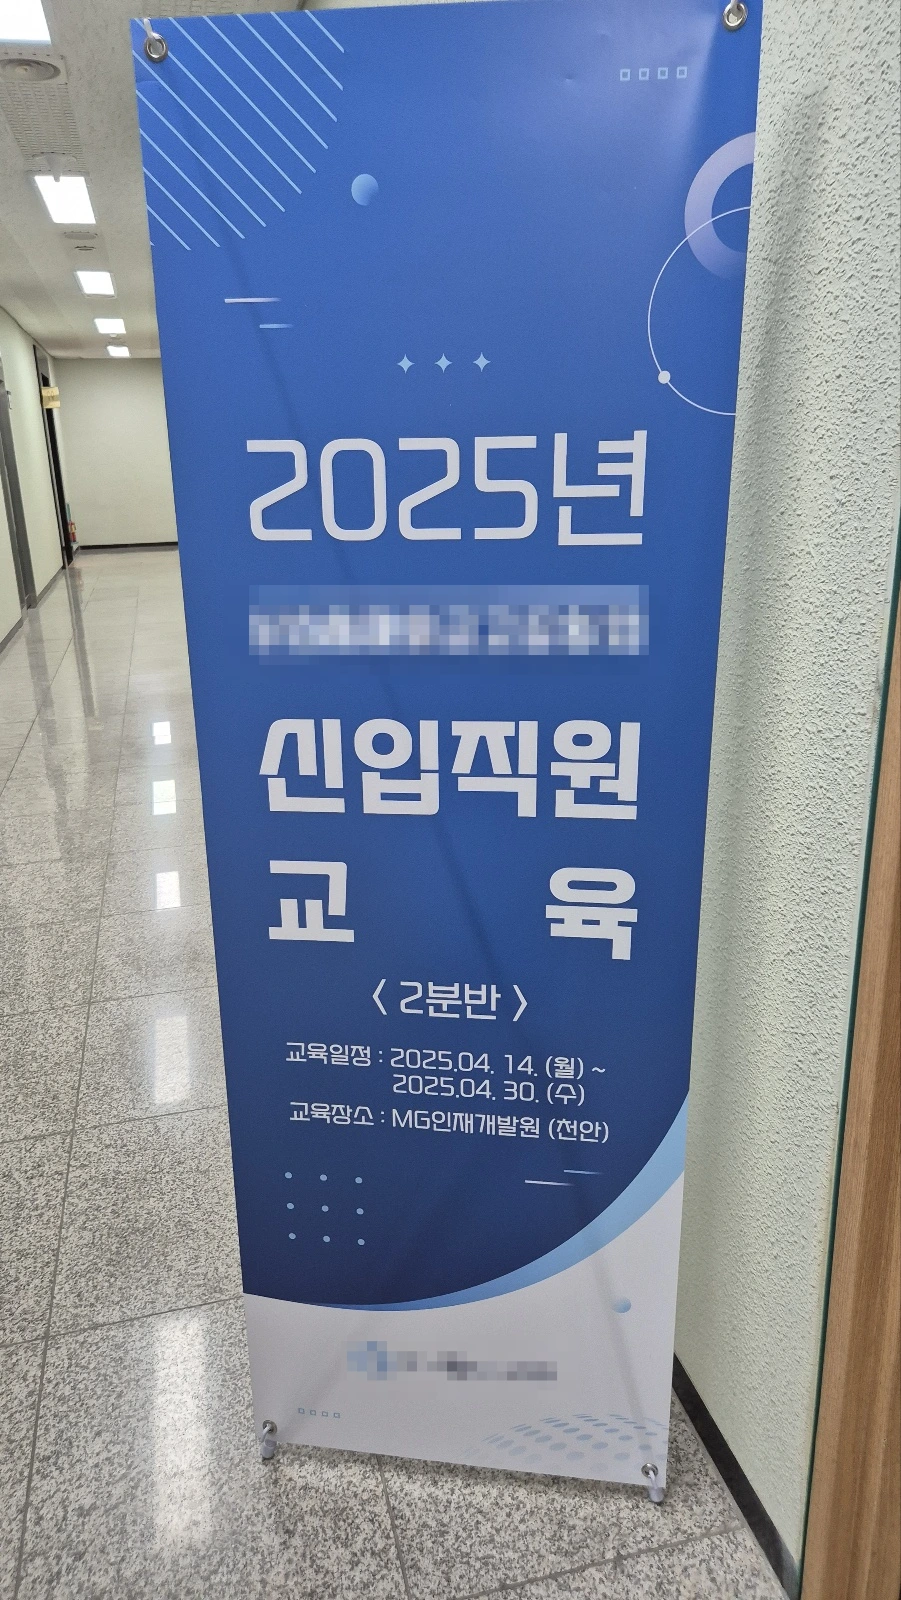 2025년
신입직원
교 육
〈 2분반 〉
교육일정 : 2025.04. 14. (월) ~
2025.04. 30. (수)
교육장소 : MG인재개발원 (천안)